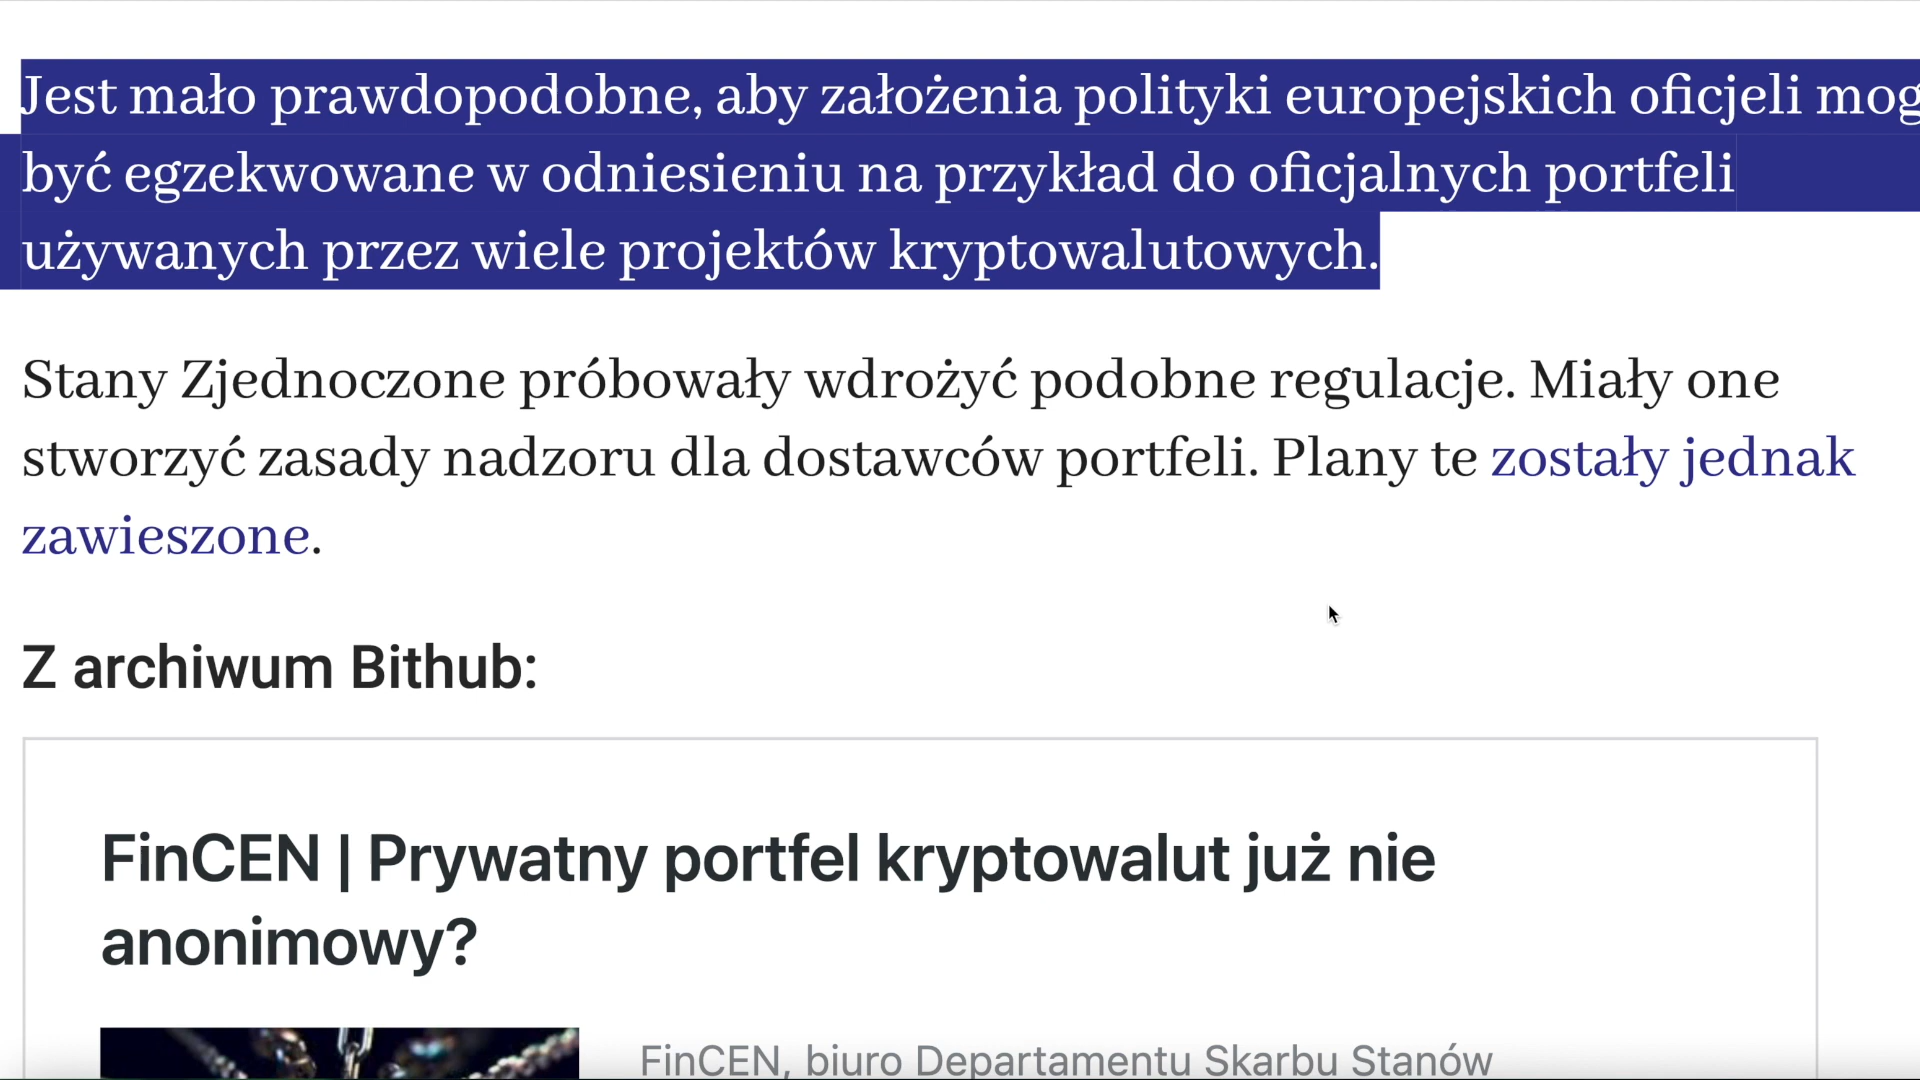 Jest mało prawdopodobne, aby założenia polityki europejskich oficjeli mog
być egzekwowane w odniesieniu na przykład do oficjalnych portfeli
używanych przez wiele projektów kryptowalutowych.
Stany Zjednoczone próbowały wdrożyć podobne regulacje. Miały one
stworzyć zasady nadzoru dla dostawców portfeli. Plany te zostały jednak
zawieszone.
Z archiwum Bithub:
FinCEN | Prywatny portfel kryptowalut już nie
anonimowy?
FinCEN, biuro Departamentu Skarbu Stanów